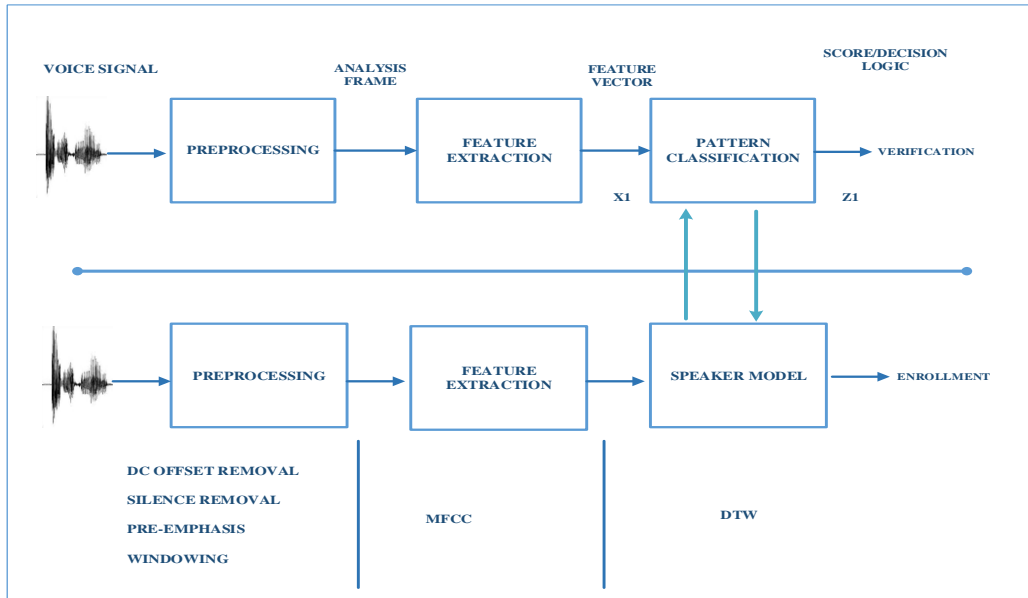 VOICE SIGNAL
ANALYSIS
FRAME
FEATURE
VECTOR
SCORE/DECISION
LOGIC
PREPROCESSING
FEATURE
EXTRACTION
PATTERN
CLASSIFICATION
VERIFICATION
X1
Z1
PREPROCESSING
FEATURE
EXTRACTION
SPEAKER MODEL
ENROLLMENT
DC OFFSET REMOVAL
SILENCE REMOVAL
PRE-EMPHASIS
WINDOWING
MFCC
DTW